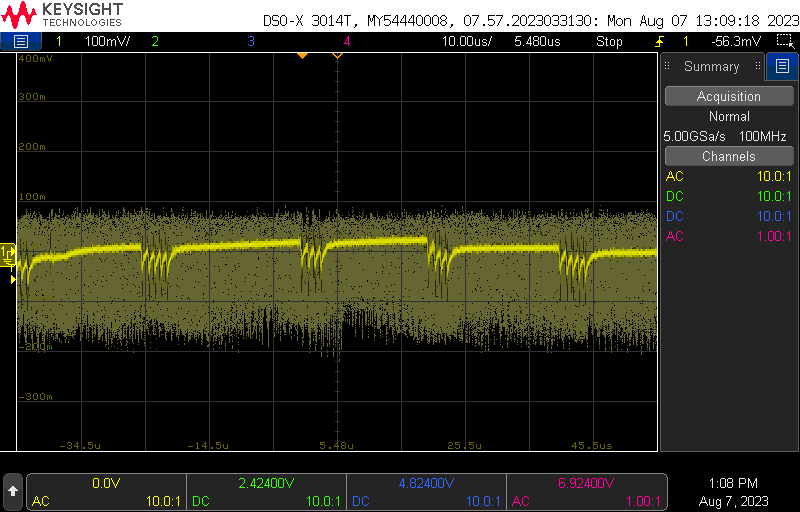 KEYSIGHT
TECHNOLOGIES
DSO-X 3014T, MY54440008, 07.57.2023033130: Mon Aug 07 13:09:18 2023
1 100mV/ 2 3 4 10.00us/ 5.480us Stop 1 -56.3mV
400mV
300m
200m
100m
-200m
-300m
-34.5u -14.5u 5.48u 25.5u 45.5us
Summary
Acquisition
Normal
5.00GSa/s 100MHz
Channels
AC 10.0:1
DC 10.0:1
DC 10.0:1
AC 1.00:1
0.0V 2.42400V 4.82400V 6.92400V
AC 10.0:1 DC 10.0:1 DC 10.0:1 AC 1.00:1
1:08 PM
Aug 7, 2023